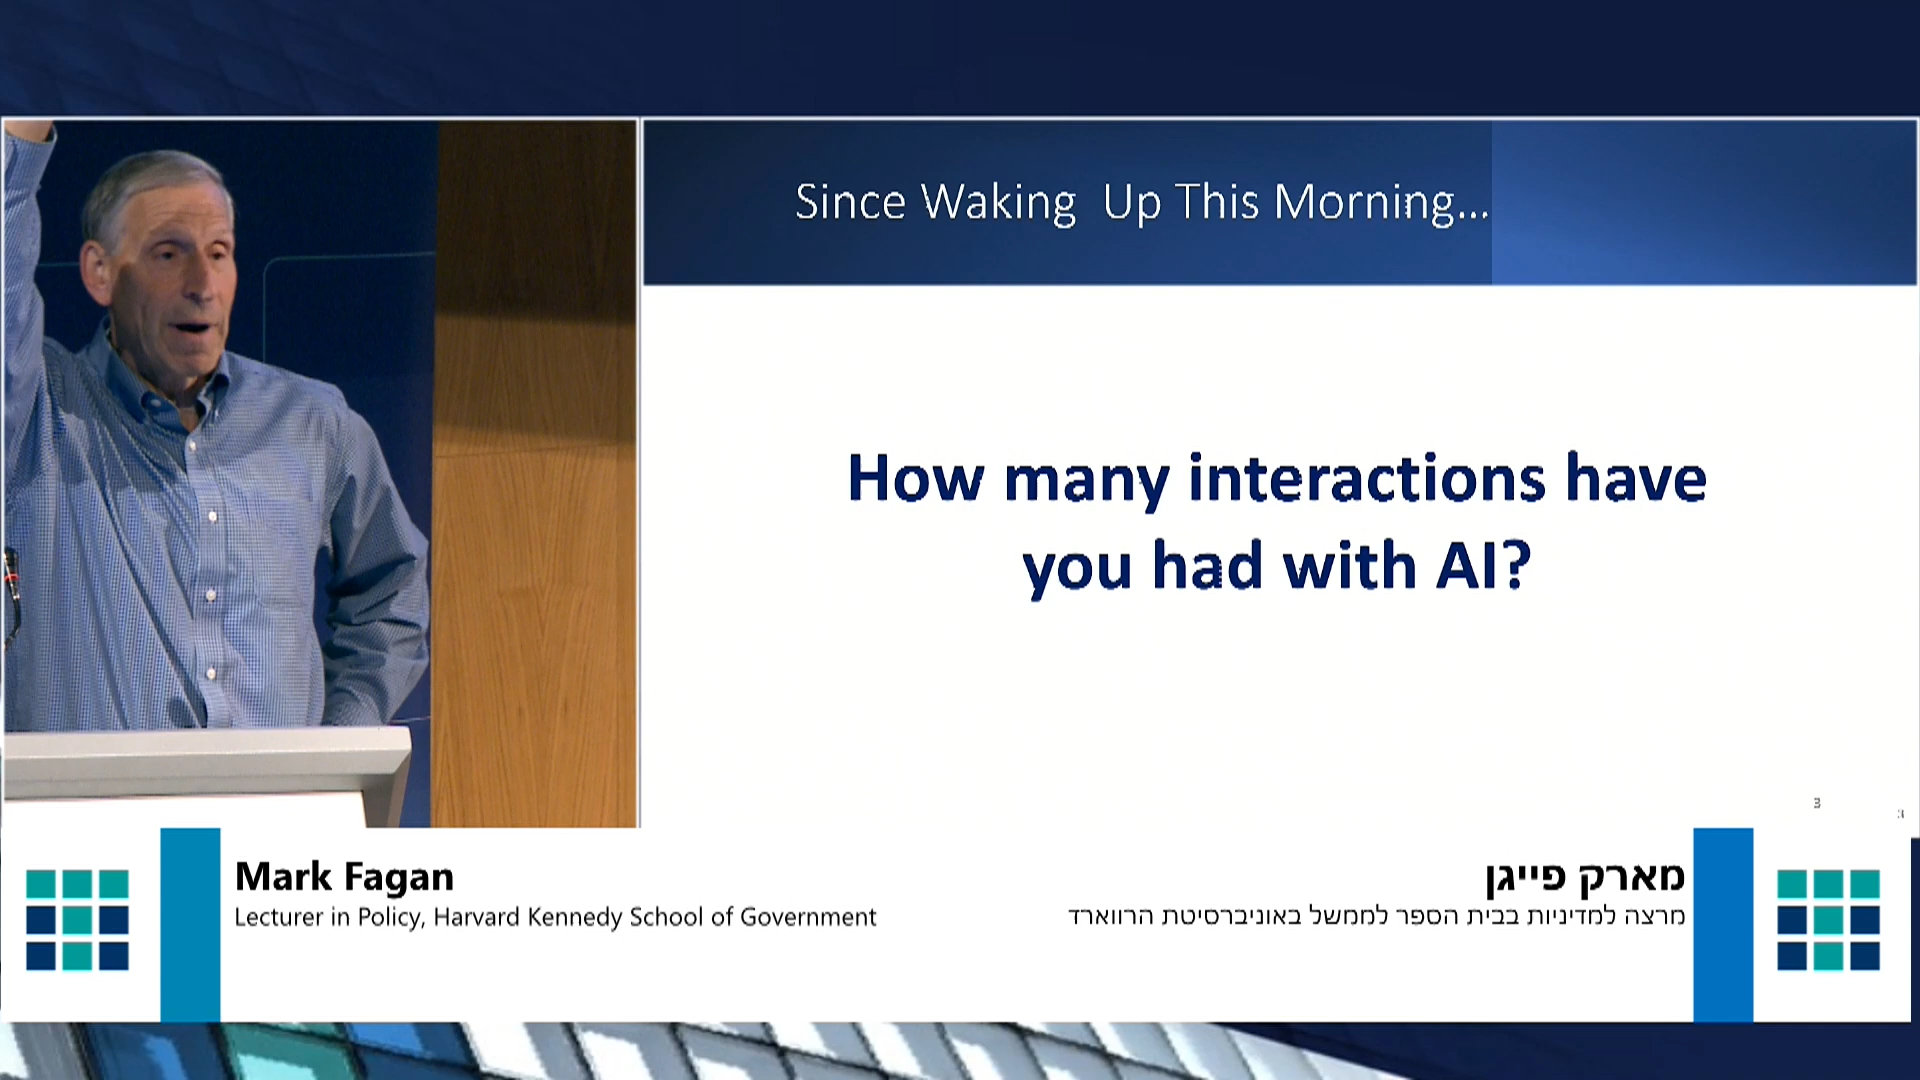 Since Waking  Up This Morning...
How many interactions have
you had with AI?
3
3
Mark Fagan
Lecturer in Policy, Harvard Kennedy School of Government
מארק פייגן
מרצה למדיניות בבית הספר לממשל באוניברסיטת הרווארד